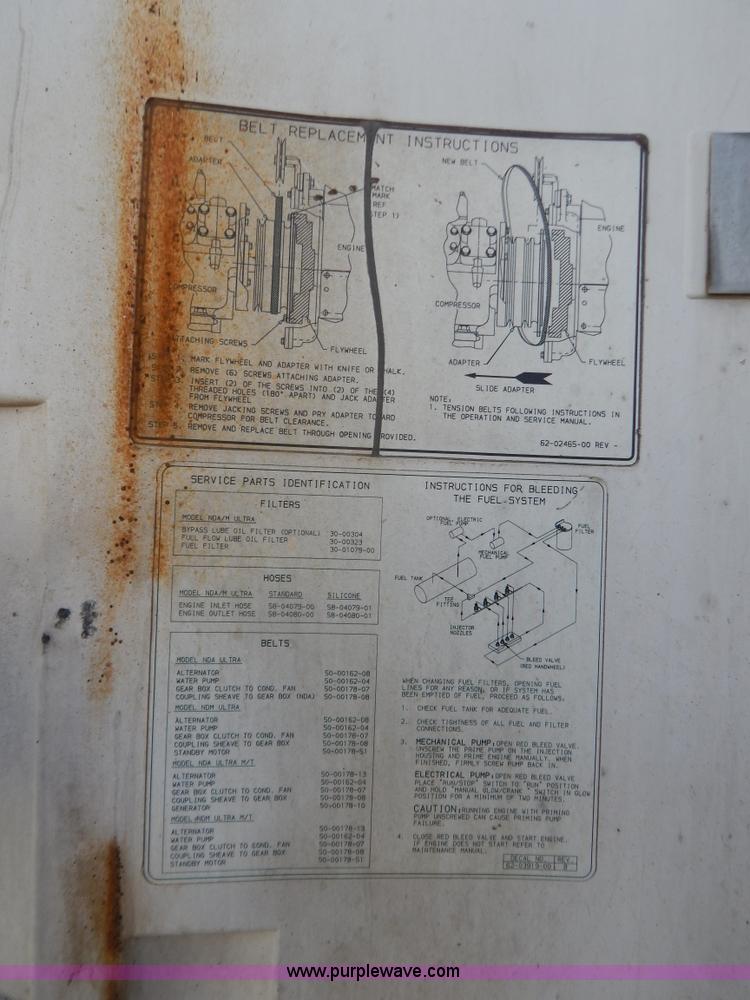 BELT REPLACEMENT INSTRUCTIONS
BELT
ADAPTER
MATCH
MARK
REF
STEP 1)
ENGINE
COMPRESSOR
ATTACHING SCREWS
FLYWHEEL
MARK FLYWHEEL AND ADAPTER WITH KNIFE OR HALK.
REMOVE (6) SCREWS ATTACHING ADAPTER.
INSERT (2) OF THE SCREWS INTO (2) OF THE (4)
THREADED HOLES (180° APART) AND JACK ADAPTER
FROM FLYWHEEL
REMOVE JACKING SCREWS AND PRY ADAPTER TOWARD
COMPRESSOR FOR BELT CLEARANCE.
STEP 5. REMOVE AND REPLACE BELT THROUGH OPENING PROVIDED.
NEW BELT
ENGINE
COMPRESSOR
ADAPTER
FLYWHEEL
SLIDE ADAPTER
NOTE:
1. TENSION BELTS FOLLOWING INSTRUCTIONS IN
THE OPERATION AND SERVICE MANUAL.
62-02465-00 REV -
SERVICE PARTS IDENTIFICATION
FILTERS
MODEL NDA/M ULTRA
BYPASS LUBE OIL FILTER (OPTIONAL) 30-00304
FULL FLOW LUBE OIL FILTER 30-00323
FUEL FILTER 30-01079-00
HOSES
MODEL NDA/M ULTRA STANDARD SILICONE
ENGINE INLET HOSE 58-04079-00 58-04079-01
ENGINE OUTLET HOSE 58-04080-00 58-04080-01
BELTS
MODEL NDA ULTRA
ALTERNATOR 50-00162-08
WATER PUMP 50-00162-04
GEAR BOX CLUTCH TO COND. FAN 50-00178-07
COUPLING SHEAVE TO GEAR BOX (NDA) 50-00178-08
MODEL NDM ULTRA
ALTERNATOR 50-00162-08
WATER PUMP 50-00162-04
GEAR BOX CLUTCH TO COND. FAN 50-00178-07
COUPLING SHEAVE TO GEAR BOX 50-00178-08
STANDBY MOTOR 50-00178-51
MODEL NDA ULTRA M/T
ALTERNATOR 50-00178-13
WATER PUMP 50-00162-04
GEAR BOX CLUTCH TO COND. FAN 50-00178-07
COUPLING SHEAVE TO GEAR BOX 50-00178-08
GENERATOR 50-00178-10
MODEL NDM ULTRA M/T
ALTERNATOR 50-00178-13
WATER PUMP 50-00162-04
GEAR BOX CLUTCH TO COND. FAN 50-00178-07
COUPLING SHEAVE TO GEAR BOX 50-00178-08
STANDBY MOTOR 50-00178-51
INSTRUCTIONS FOR BLEEDING
THE FUEL SYSTEM
OPTIONAL ELECTRIC
FUEL PUMP
FUEL
FILTER
MECHANICAL
FUEL PUMP
FUEL TANK
TEE
FITTING
INJECTOR
NOZZLES
BLEED VALVE
(RED HANDWHEEL)
WHEN CHANGING FUEL FILTERS, OPENING FUEL
LINES FOR ANY REASON, OR IF SYSTEM HAS
BEEN EMPTIED OF FUEL, PROCEED AS FOLLOWS.
1. CHECK FUEL TANK FOR ADEQUATE FUEL.
2. CHECK TIGHTNESS OF ALL FUEL AND FILTER
CONNECTIONS.
3. MECHANICAL PUMP: OPEN RED BLEED VALVE.
UNSCREW THE PRIME PUMP ON THE INJECTION
HOUSING AND PRIME ENGINE MANUALLY. WHEN
FINISHED, FIRMLY SCREW PUMP BACK IN.
ELECTRICAL PUMP: OPEN RED BLEED VALVE
PLACE "RUN/STOP" SWITCH TO "RUN" POSITION
AND HOLD "MANUAL GLOW/CRANK" SWITCH IN GLOW
POSITION FOR A MINIMUM OF TWO MINUTES.
CAUTION: RUNNING ENGINE WITH PRIMING
PUMP UNSCREWED CAN CAUSE PRIMING PUMP
FAILURE.
4. CLOSE RED BLEED VALVE AND START ENGINE.
IF ENGINE DOES NOT START REFER TO
MAINTENANCE MANUAL.
DECAL NO. REV.
62-03919-00 B
www.purplewave.com